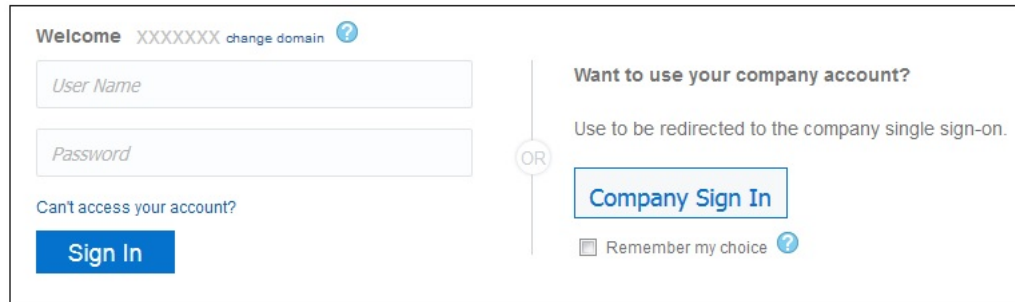 Welcome XXXXXXX change domain ?
User Name
Password
Can't access your account?
Sign In
OR
Want to use your company account?
Use to be redirected to the company single sign-on.
Company Sign In
Remember my choice ?